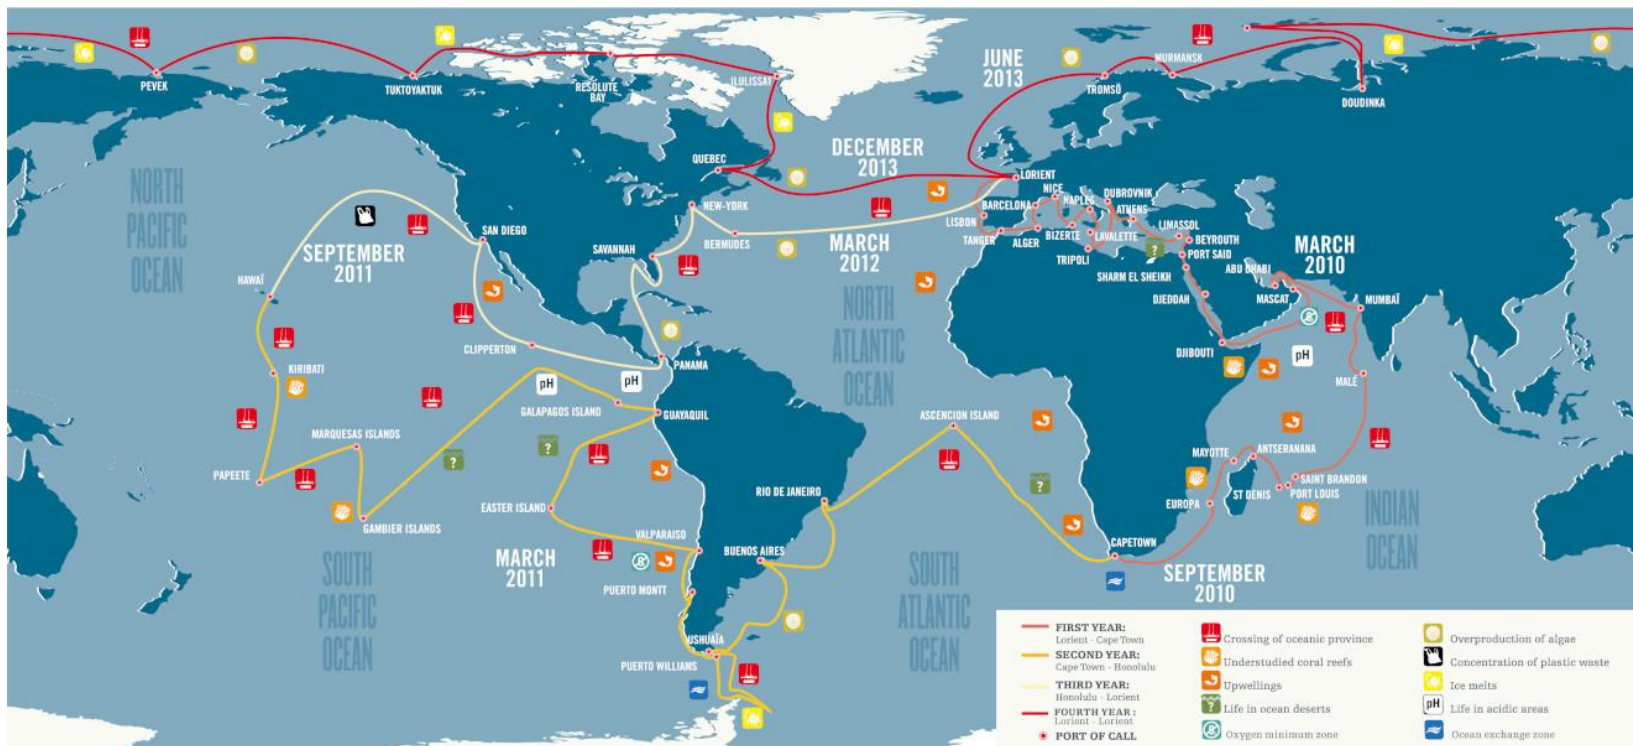 JUNE
2013
PEVEK
TUKTOYAKTUK
RESOLUTE
BAY
ILULISSAT
MURMANSK
TROMSÖ
DOUDINKA
DECEMBER
2013
QUEBEC
LORIENT
NORTH
PACIFIC
OCEAN
NICE
DUBROVNIK
BARCELONA
NAPLES
ATHENS
NEW-YORK
LISBON
LIMASSOL
SAN DIEGO
BERMUDES
TANGER
ALGER
BIZERTE
LAVALETTE
BEYROUTH
SEPTEMBER
2011
SAVANNAH
MARCH
2012
TRIPOLI
PORT SAID
MARCH
2010
ABU DHABI
SHARM EL SHEIKH
HAWAÏ
NORTH
ATLANTIC
OCEAN
DJEDDAH
MASCAT
MUMBAÏ
CLIPPERTON
PANAMA
DJIBOUTI
pH
KIRIBATI
MALÉ
pH
pH
GALAPAGOS ISLAND
GUAYAQUIL
ASCENCION ISLAND
MARQUESAS ISLANDS
ANTSERANANA
MAYOTTE
PAPEETE
SAINT BRANDON
RIO DE JANEIRO
ST DENIS
PORT LOUIS
EASTER ISLAND
EUROPA
INDIAN
OCEAN
GAMBIER ISLANDS
VALPARAISO
BUENOS AIRES
CAPETOWN
MARCH
2011
SOUTH
PACIFIC
OCEAN
SOUTH
ATLANTIC
OCEAN
SEPTEMBER
2010
PUERTO MONTT
USHUAÏA
PUERTO WILLIAMS
FIRST YEAR:
Lorient - Cape Town
SECOND YEAR:
Cape Town - Honolulu
THIRD YEAR:
Honolulu - Lorient
FOURTH YEAR :
Lorient - Lorient
PORT OF CALL
Crossing of oceanic province
Understudied coral reefs
Upwellings
? Life in ocean deserts
Oxygen minimum zone
Overproduction of algae
Concentration of plastic waste
Ice melts
pH Life in acidic areas
Ocean exchange zone